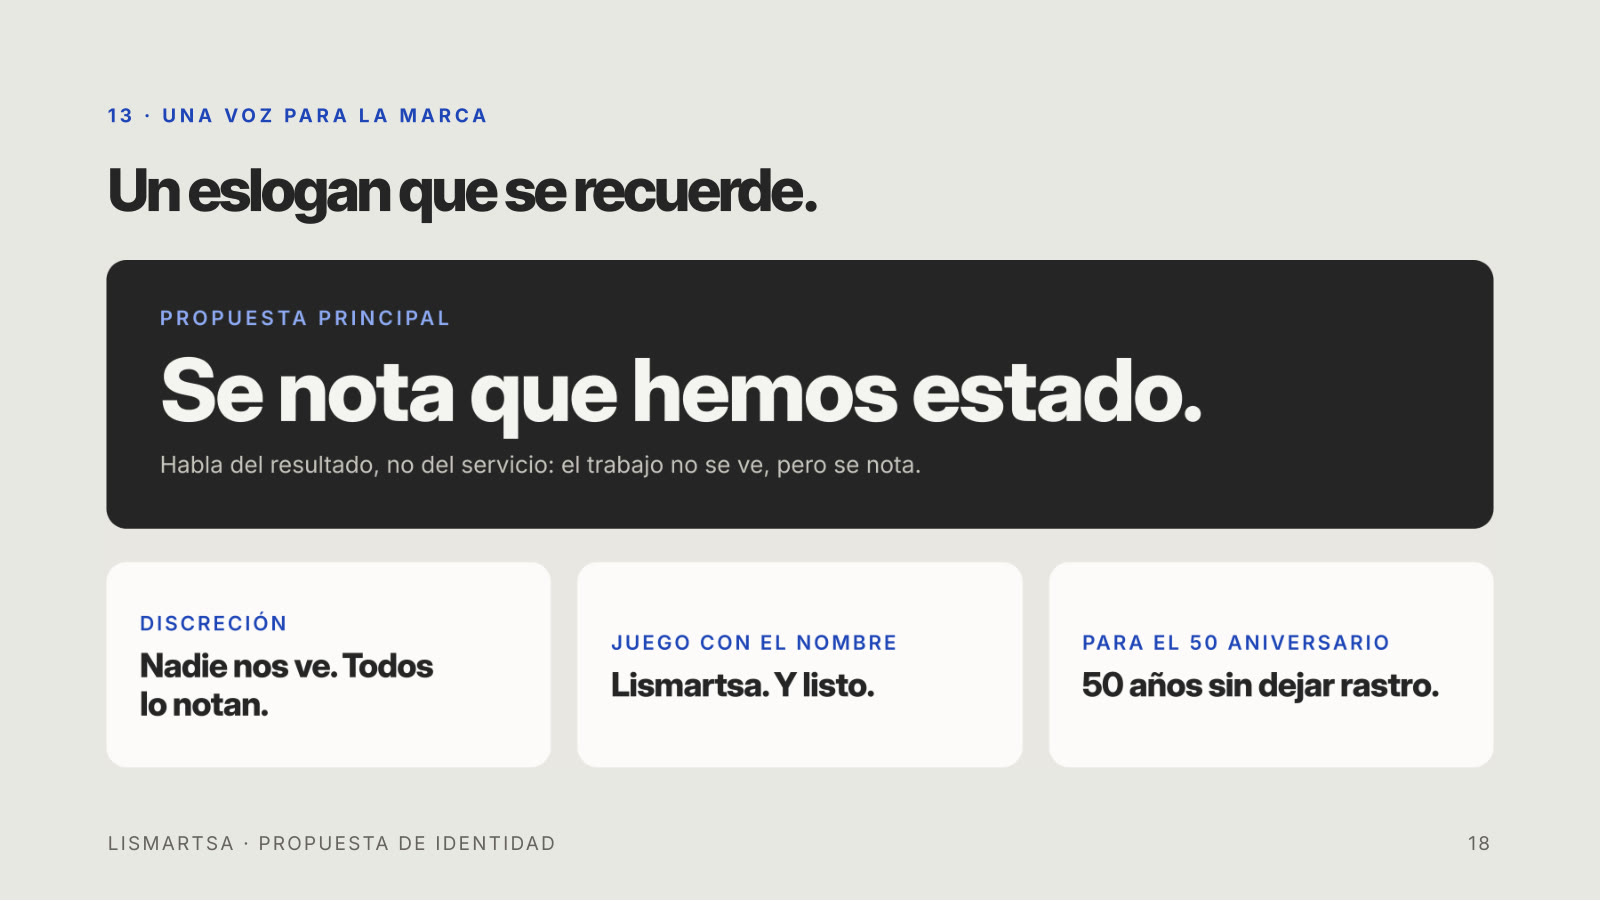 13 · UNA VOZ PARA LA MARCA
Un eslogan que se recuerde.
PROPUESTA PRINCIPAL
Se nota que hemos estado.
Habla del resultado, no del servicio: el trabajo no se ve, pero se nota.
DISCRECIÓN
Nadie nos ve. Todos
lo notan.
JUEGO CON EL NOMBRE
Lismartsa. Y listo.
PARA EL 50 ANIVERSARIO
50 años sin dejar rastro.
LISMARTSA · PROPUESTA DE IDENTIDAD
18